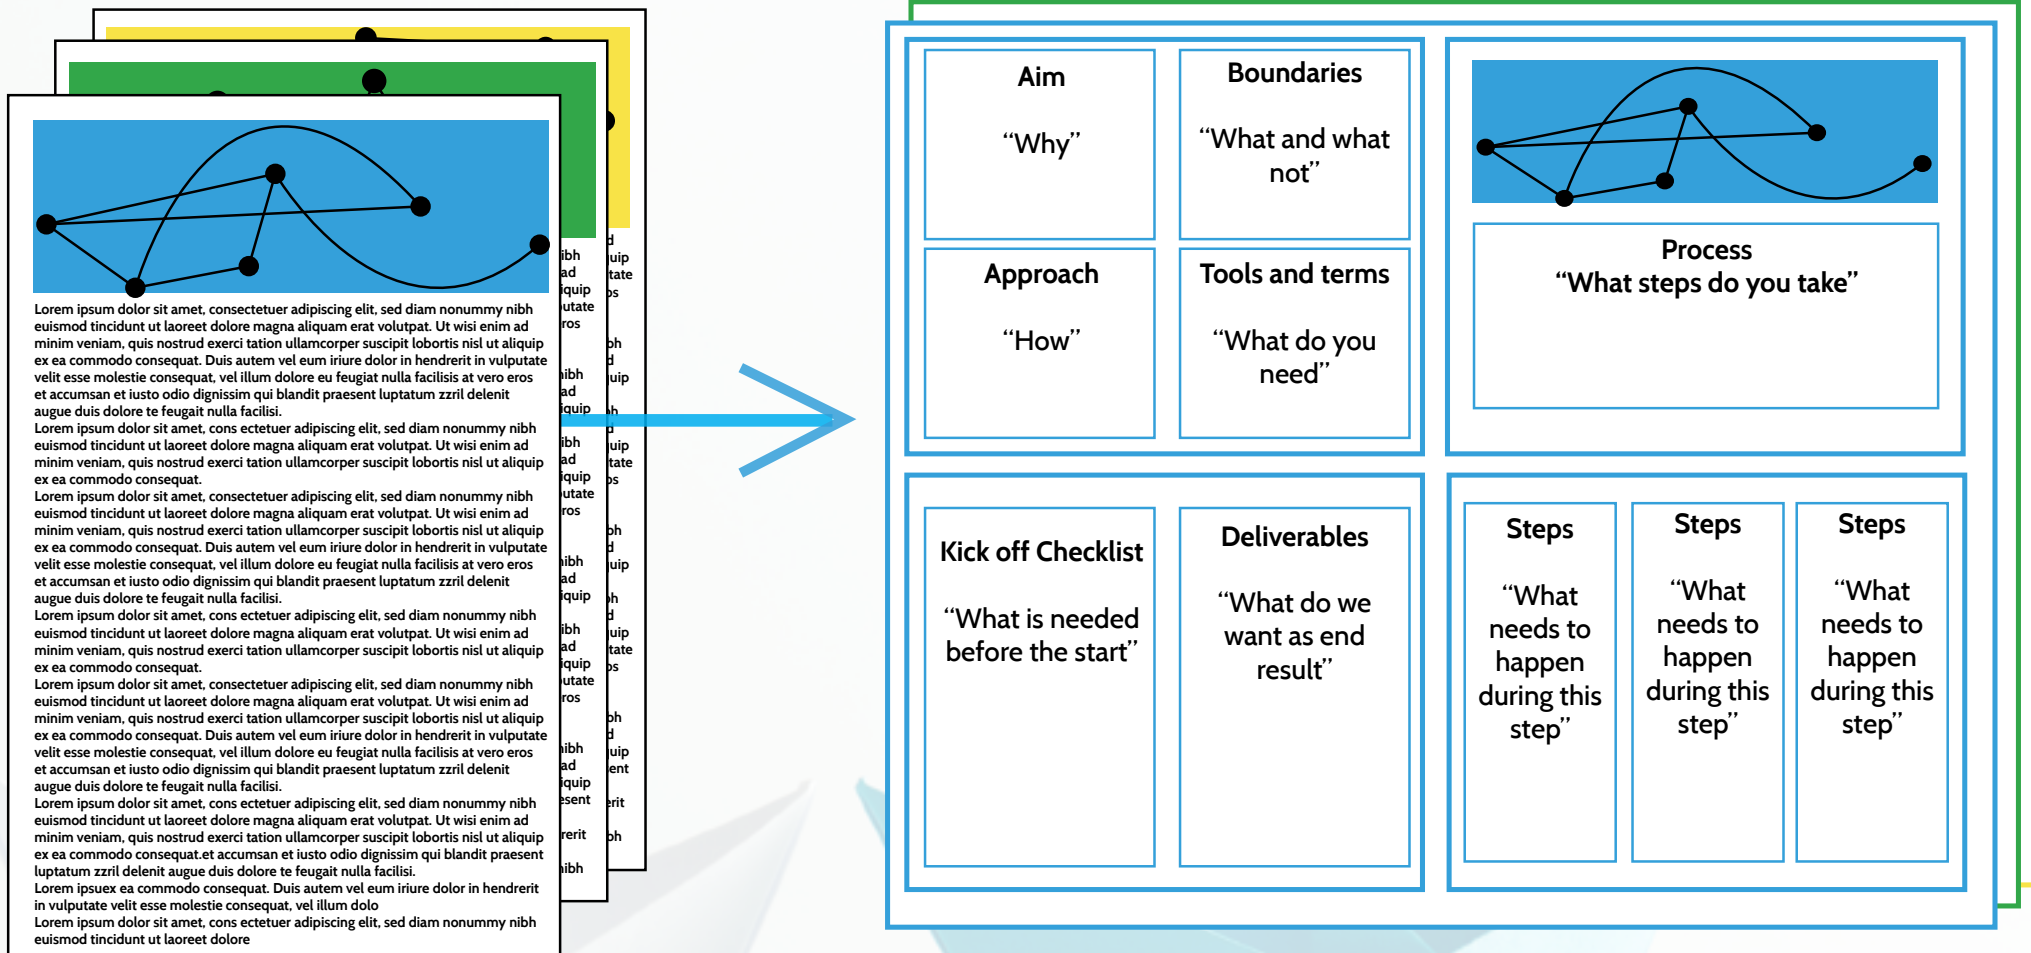 Lorem ipsum dolor sit amet, consectetuer adipiscing elit, sed diam nonummy nibh
euismod tincidunt ut laoreet dolore magna aliquam erat volutpat. Ut wisi enim ad
minim veniam, quis nostrud exerci tation ullamcorper suscipit lobortis nisl ut aliquip
ex ea commodo consequat. Duis autem vel eum iriure dolor in hendrerit in vulputate
velit esse molestie consequat, vel illum dolore eu feugiat nulla facilisis at vero eros
et accumsan et iusto odio dignissim qui blandit praesent luptatum zzril delenit
augue duis dolore te feugait nulla facilisi.
Lorem ipsum dolor sit amet, cons ectetuer adipiscing elit, sed diam nonummy nibh
euismod tincidunt ut laoreet dolore magna aliquam erat volutpat. Ut wisi enim ad
minim veniam, quis nostrud exerci tation ullamcorper suscipit lobortis nisl ut aliquip
ex ea commodo consequat.
Lorem ipsum dolor sit amet, consectetuer adipiscing elit, sed diam nonummy nibh
euismod tincidunt ut laoreet dolore magna aliquam erat volutpat. Ut wisi enim ad
minim veniam, quis nostrud exerci tation ullamcorper suscipit lobortis nisl ut aliquip
ex ea commodo consequat. Duis autem vel eum iriure dolor in hendrerit in vulputate
velit esse molestie consequat, vel illum dolore eu feugiat nulla facilisis at vero eros
et accumsan et iusto odio dignissim qui blandit praesent luptatum zzril delenit
augue duis dolore te feugait nulla facilisi.
Lorem ipsum dolor sit amet, cons ectetuer adipiscing elit, sed diam nonummy nibh
euismod tincidunt ut laoreet dolore magna aliquam erat volutpat. Ut wisi enim ad
minim veniam, quis nostrud exerci tation ullamcorper suscipit lobortis nisl ut aliquip
ex ea commodo consequat.
Lorem ipsum dolor sit amet, consectetuer adipiscing elit, sed diam nonummy nibh
euismod tincidunt ut laoreet dolore magna aliquam erat volutpat. Ut wisi enim ad
minim veniam, quis nostrud exerci tation ullamcorper suscipit lobortis nisl ut aliquip
ex ea commodo consequat. Duis autem vel eum iriure dolor in hendrerit in vulputate
velit esse molestie consequat, vel illum dolore eu feugiat nulla facilisis at vero eros
et accumsan et iusto odio dignissim qui blandit praesent luptatum zzril delenit
augue duis dolore te feugait nulla facilisi.
Lorem ipsum dolor sit amet, cons ectetuer adipiscing elit, sed diam nonummy nibh
euismod tincidunt ut laoreet dolore magna aliquam erat volutpat. Ut wisi enim ad
minim veniam, quis nostrud exerci tation ullamcorper suscipit lobortis nisl ut aliquip
ex ea commodo consequat.et accumsan et iusto odio dignissim qui blandit praesent
luptatum zzril delenit augue duis dolore te feugait nulla facilisi.
Lorem ipsuex ea commodo consequat. Duis autem vel eum iriure dolor in hendrerit
in vulputate velit esse molestie consequat, vel illum dolo
Lorem ipsum dolor sit amet, cons ectetuer adipiscing elit, sed diam nonummy nibh
euismod tincidunt ut laoreet dolore
Aim
“Why”
Boundaries
“What and what
not”
Approach
“How”
Tools and terms
“What do you
need”
Process
“What steps do you take”
Kick off Checklist
“What is needed
before the start”
Deliverables
“What do we
want as end
result”
Steps
“What
needs to
happen
during this
step”
Steps
“What
needs to
happen
during this
step”
Steps
“What
needs to
happen
during this
step”